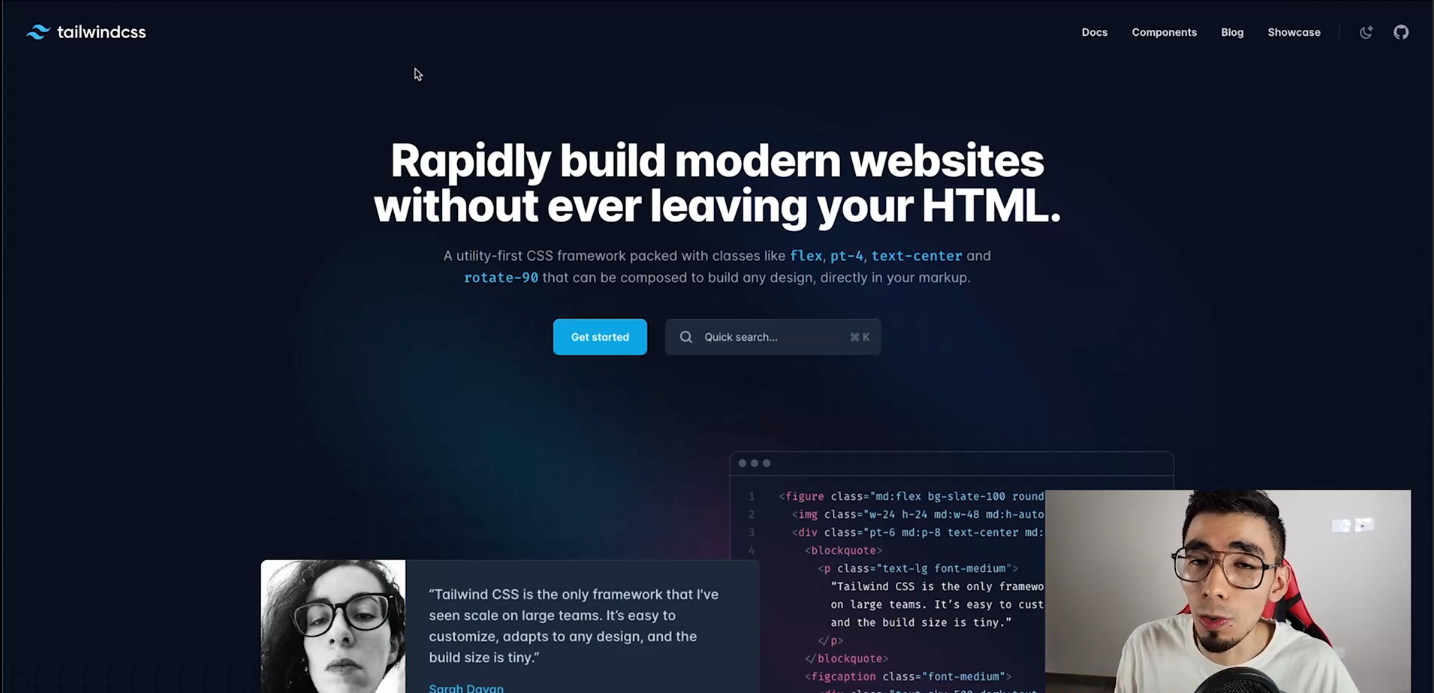 tailwindcss
Docs
Components
Blog
Showcase
Rapidly build modern websites
without ever leaving your HTML.
A utility-first CSS framework packed with classes like flex, pt-4, text-center and
rotate-90 that can be composed to build any design, directly in your markup.
Get started
Quick search...
⌘ K
1 <figure class="md:flex bg-slate-100 round
2 <img class="w-24 h-24 md:w-48 md:h-auto
3 <div class="pt-6 md:p-8 text-center md:
4 <blockquote>
<p class="text-lg font-medium">
“Tailwind CSS is the only framewo
on large teams. It’s easy to cust
and the build size is tiny.”
</p>
</blockquote>
<figcaption class="font-medium">
“Tailwind CSS is the only framework that I've
seen scale on large teams. It’s easy to
customize, adapts to any design, and the
build size is tiny.”
Sarah Dayan